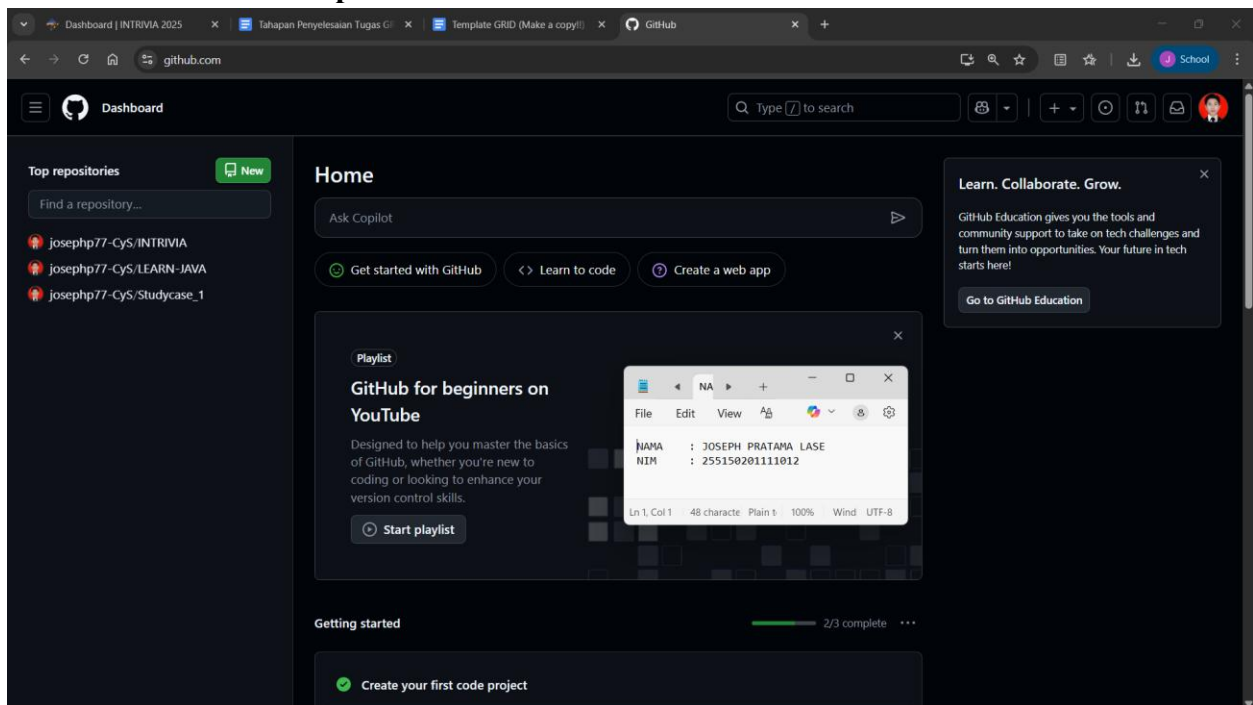 Dashboard | INTRIVIA 2025
Tahapan Penyelesaian Tugas G
Template GRID (Make a copy!!)
GitHub
github.com
School
Dashboard
Type / to search
Top repositories
New
Find a repository...
josephp77-CyS/INTRIVIA
josephp77-CyS/LEARN-JAVA
josephp77-CyS/Studycase_1
Home
Ask Copilot
Get started with GitHub
Learn to code
Create a web app
Playlist
GitHub for beginners on
YouTube
Designed to help you master the basics
of GitHub, whether you're new to
coding or looking to enhance your
version control skills.
Start playlist
NA
File Edit View
NAMA : JOSEPH PRATAMA LASE
NIM : 255150201111012
Ln 1, Col 1 48 characte Plain t 100% Wind UTF-8
Learn. Collaborate. Grow.
GitHub Education gives you the tools and
community support to take on tech challenges and
turn them into opportunities. Your future in tech
starts here!
Go to GitHub Education
Getting started
2/3 complete
Create your first code project